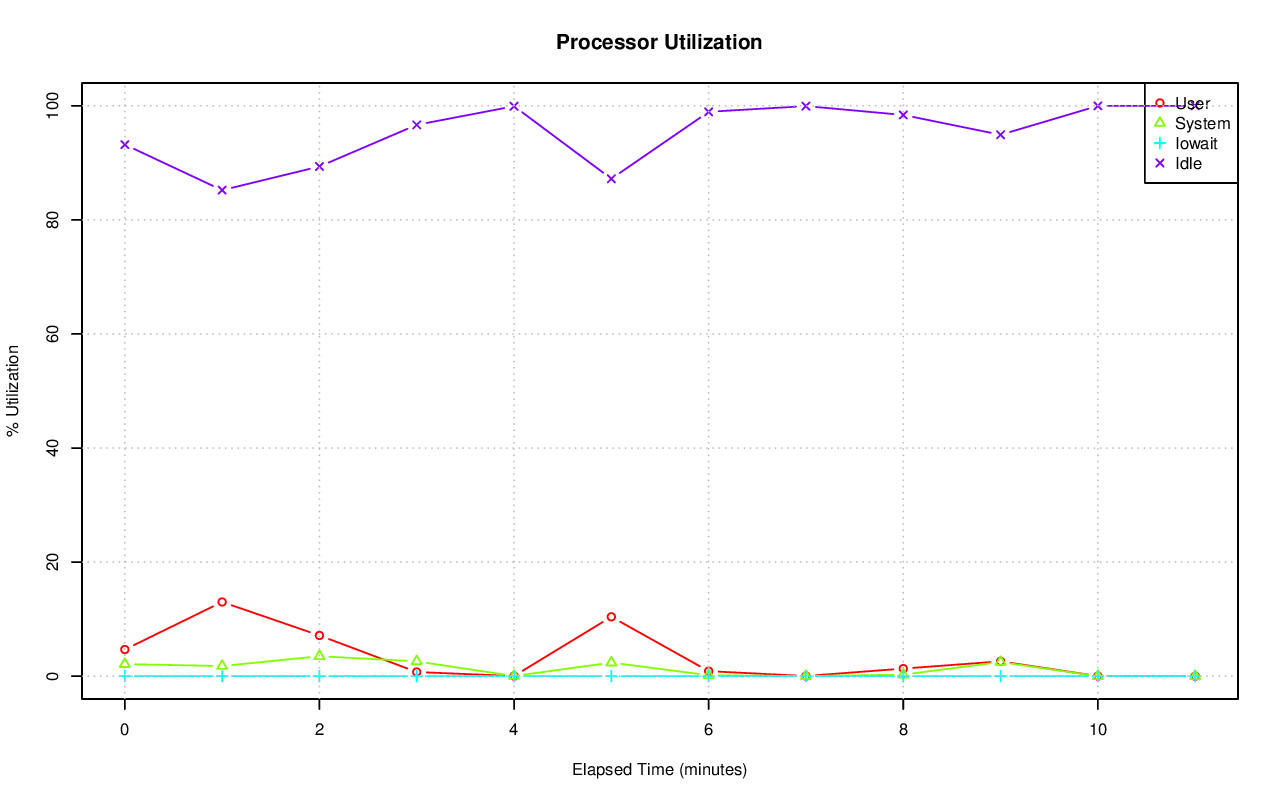 Processor Utilization
100
80
60
40
20
0
% Utilization
User
System
Iowait
Idle
0 2 4 6 8 10
Elapsed Time (minutes)